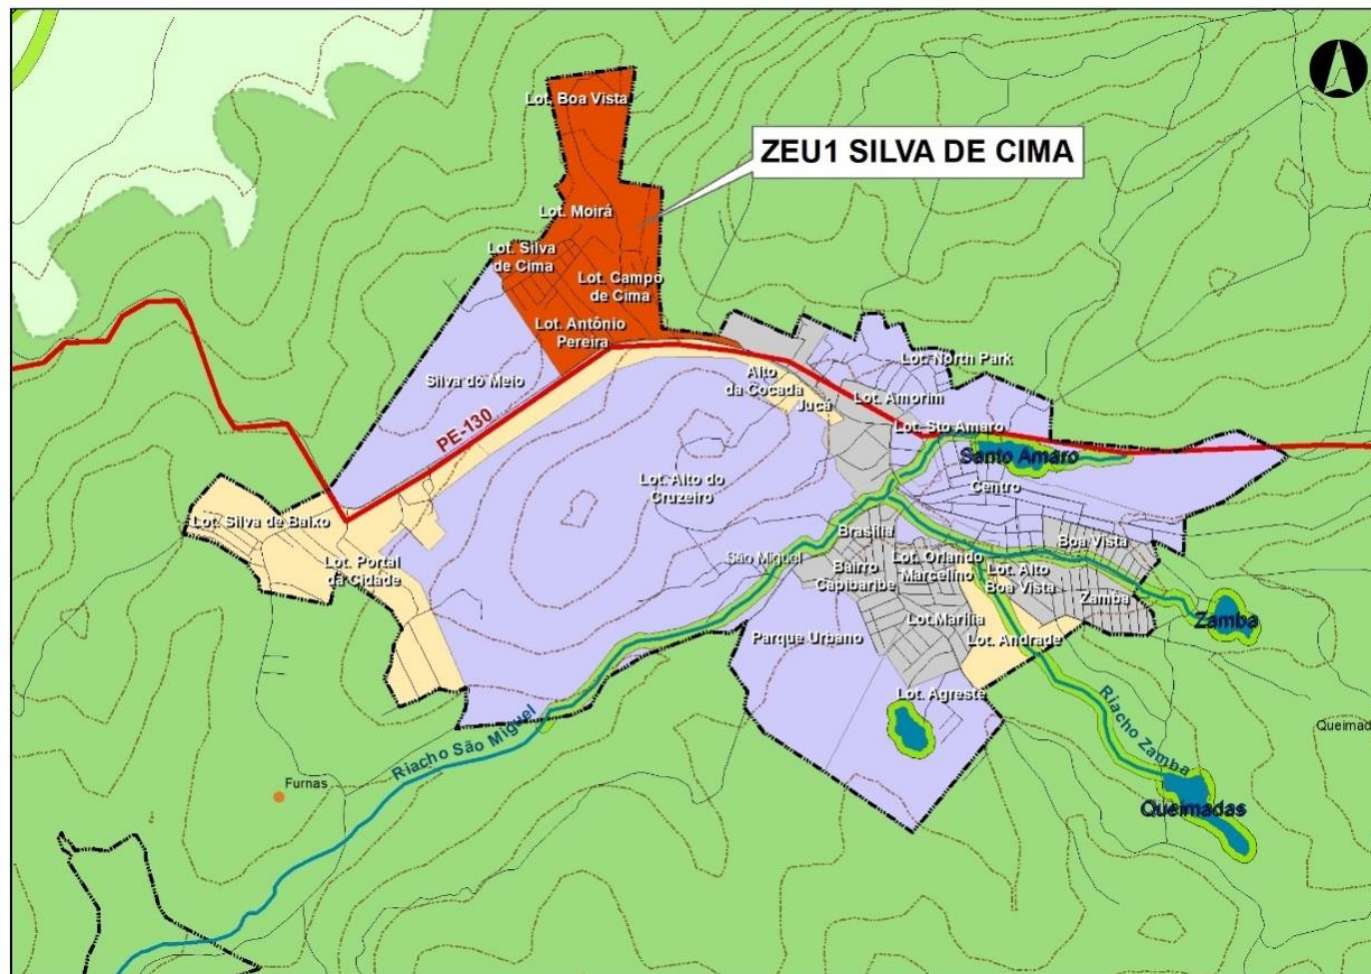 Lot. Boa Vista
ZEU1 SILVA DE CIMA
Lot. Moirá
Lot. Silva
de Cima
Lot. Campo
de Cima
Lot. Antônio
Pereira
Silva do Meio
PE-130
Alto
da Cocada
Jucá
Lot. North Park
Lot. Amorim
Lot. Sto Amaro
Santo Amaro
Centro
Lot. Alto do
Cruzeiro
Lot. Silva de Baixo
Lot. Portal
da Cidade
São Miguel
Brasília
Bairro
Capibaribe
Lot. Orlando
Marcelino
Lot. Alto
Boa Vista
Boa Vista
Zamba
Zamba
Lot.Marília
Parque Urbano
Lot. Andrade
Lot. Agreste
Riacho São Miguel
Riacho Zamba
Queimadas
Queimad
Furnas